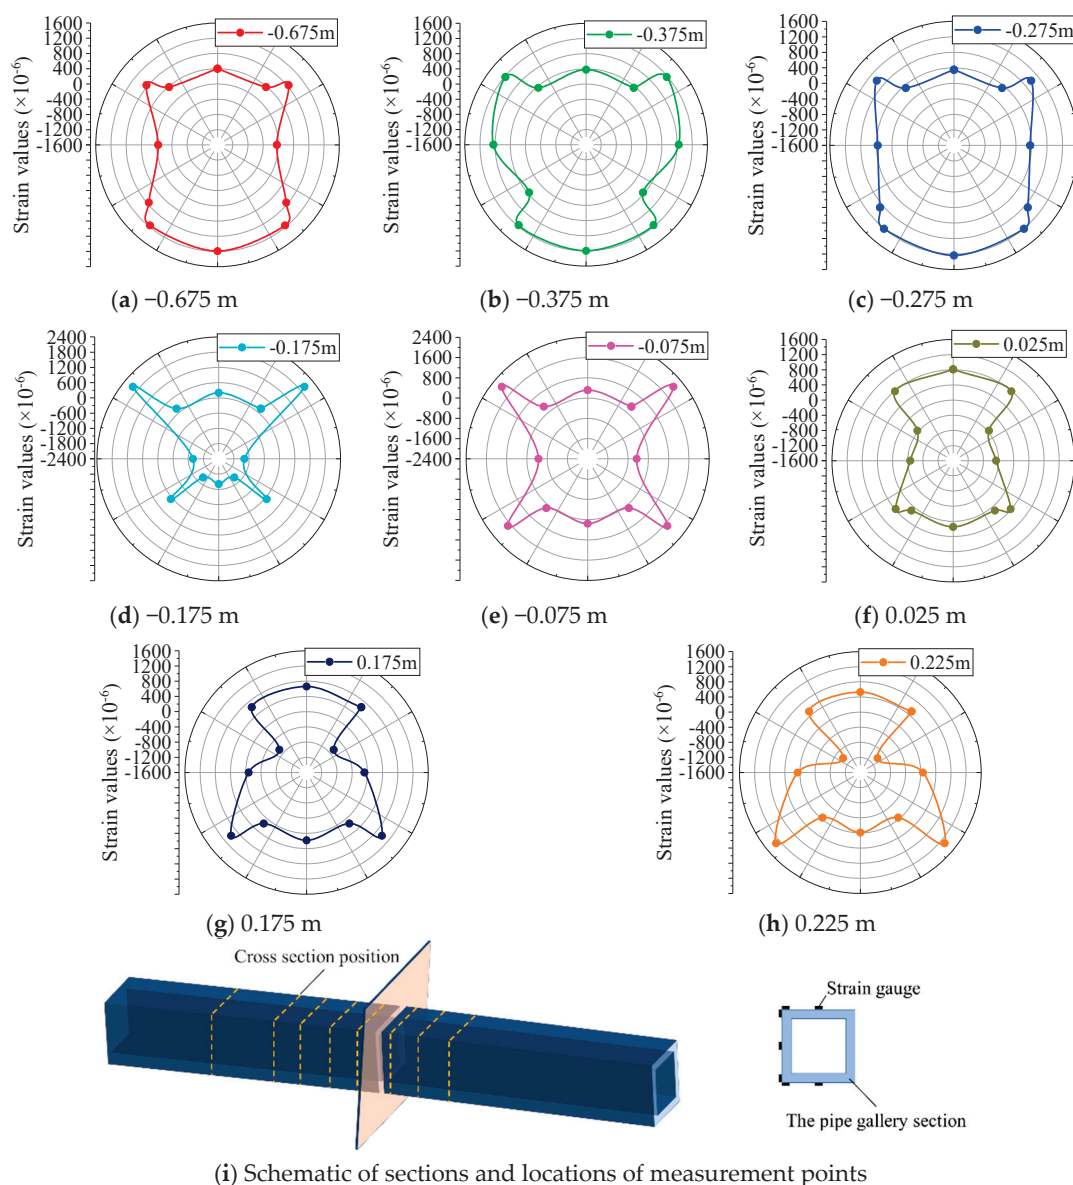 1600
1200
800
400
0
-400
-800
-1200
-1600
Strain values (×10⁻⁶)
-0.675m
(a) −0.675 m
1600
1200
800
400
0
-400
-800
-1200
-1600
Strain values (×10⁻⁶)
-0.375m
(b) −0.375 m
1600
1200
800
400
0
-400
-800
-1200
-1600
Strain values (×10⁻⁶)
-0.275m
(c) −0.275 m
2400
1800
1200
600
0
-600
-1200
-1800
-2400
Strain values (×10⁻⁶)
-0.175m
(d) −0.175 m
2400
1600
800
0
-800
-1600
-2400
Strain values (×10⁻⁶)
-0.075m
(e) −0.075 m
1600
1200
800
400
0
-400
-800
-1200
-1600
Strain values (×10⁻⁶)
0.025m
(f) 0.025 m
1600
1200
800
400
0
-400
-800
-1200
-1600
Strain values (×10⁻⁶)
0.175m
(g) 0.175 m
1600
1200
800
400
0
-400
-800
-1200
-1600
Strain values (×10⁻⁶)
0.225m
(h) 0.225 m
Cross section position
Strain gauge
The pipe gallery section
(i) Schematic of sections and locations of measurement points